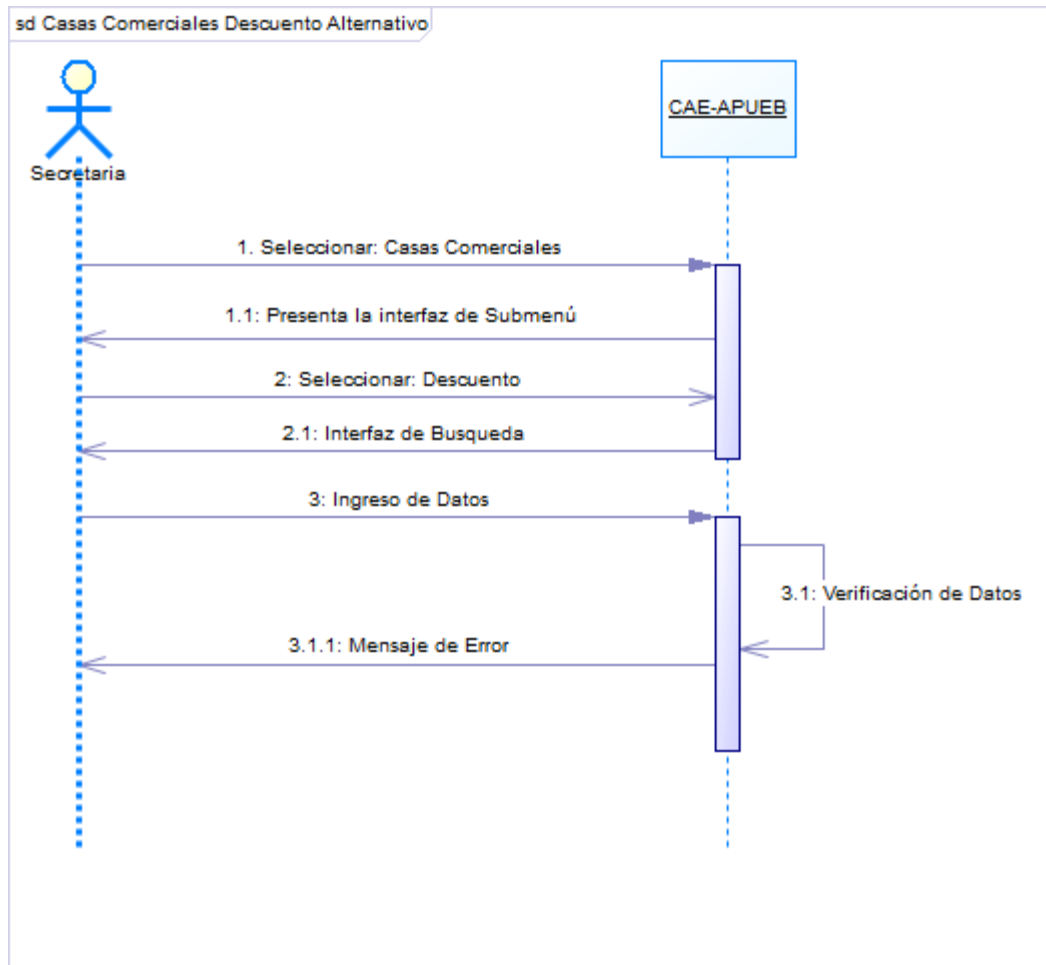 sd Casas Comerciales Descuento Alternativo
CAE-APUEB
Secretaria
1. Seleccionar: Casas Comerciales
1.1: Presenta la interfaz de Submenú
2: Seleccionar: Descuento
2.1: Interfaz de Busqueda
3: Ingreso de Datos
3.1: Verificación de Datos
3.1.1: Mensaje de Error